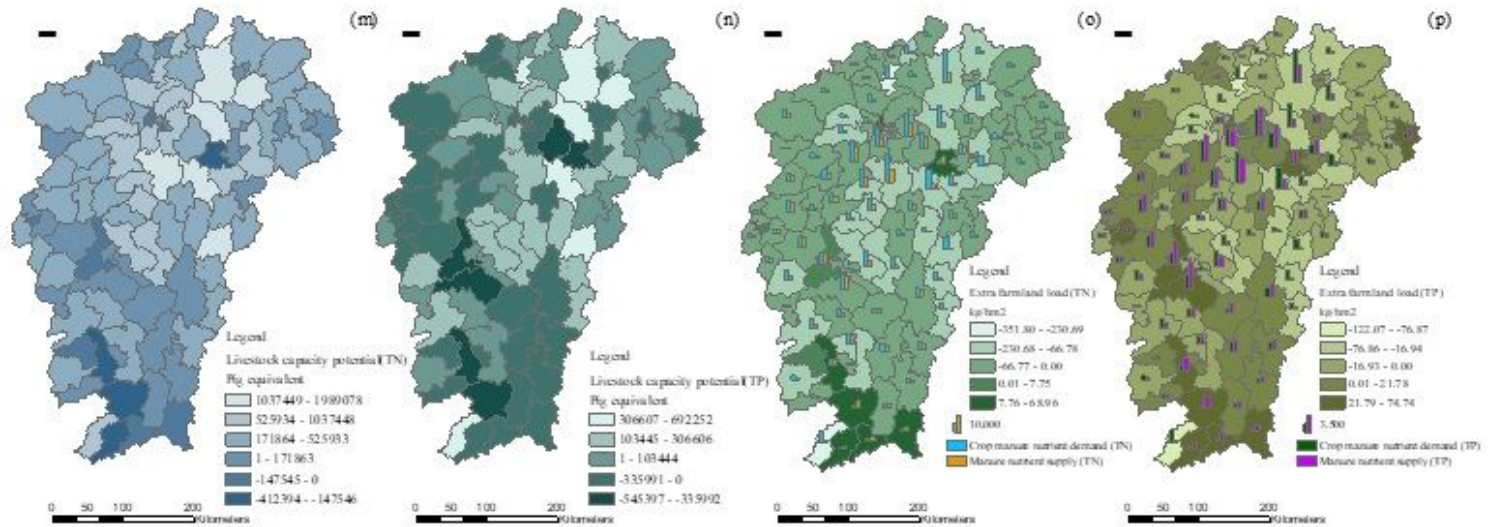 (m)
(n)
(o)
(p)
Legend
Livestock capacity potential (TN)
Pig equivalent
1037449 - 1989078
525934 - 1037448
171864 - 525933
1 - 171863
-147545 - 0
-412394 - -147546
Legend
Livestock capacity potential (TP)
Pig equivalent
306607 - 692252
103445 - 306606
1 - 103444
-335991 - 0
-545397 - -335992
Legend
Extra farmland load (TN)
kg/hm2
-351.80 - -230.69
-230.68 - -66.78
-66.77 - 0.00
0.01 - 7.75
7.76 - 68.96
10,000
Crop manure nutrient demand (TN)
Manure nutrient supply (TN)
Legend
Extra farmland load (TP)
kg/hm2
-122.07 - -76.87
-76.86 - -16.94
-16.93 - 0.00
0.01 - 21.78
21.79 - 74.74
3,500
Crop manure nutrient demand (TP)
Manure nutrient supply (TP)
0 50 100 200
Kilometers
0 50 100 200
Kilometers
0 50 100 200
Kilometers
0 50 100 200
Kilometers